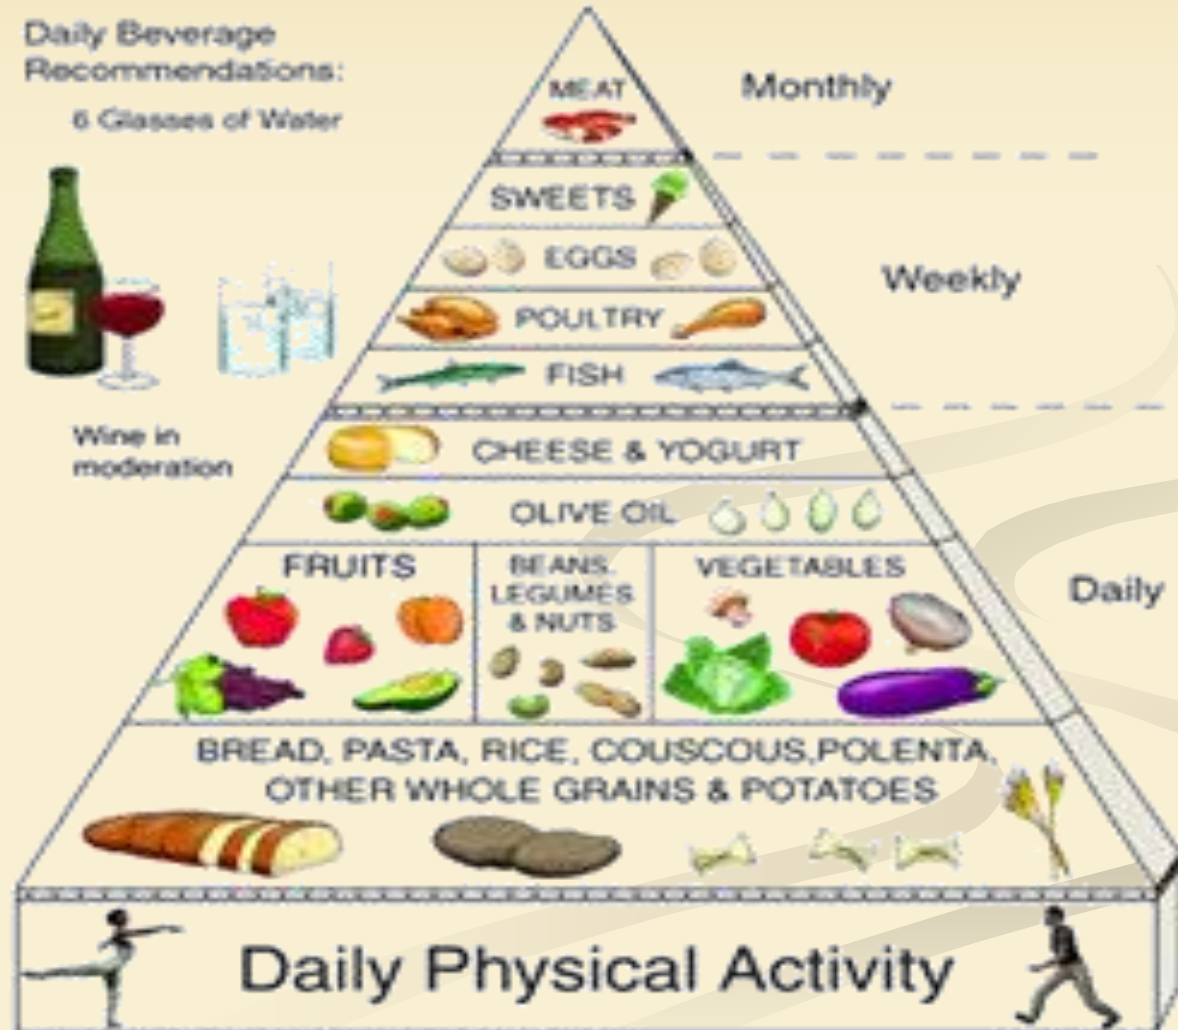 Daily Beverage
Recommendations:
6 Glasses of Water
Wine in
moderation
MEAT
Monthly
SWEETS
EGGS
POULTRY
FISH
Weekly
CHEESE & YOGURT
OLIVE OIL
FRUITS
BEANS,
LEGUMES
& NUTS
VEGETABLES
Daily
BREAD, PASTA, RICE, COUSCOUS,POLENTA,
OTHER WHOLE GRAINS & POTATOES
Daily Physical Activity